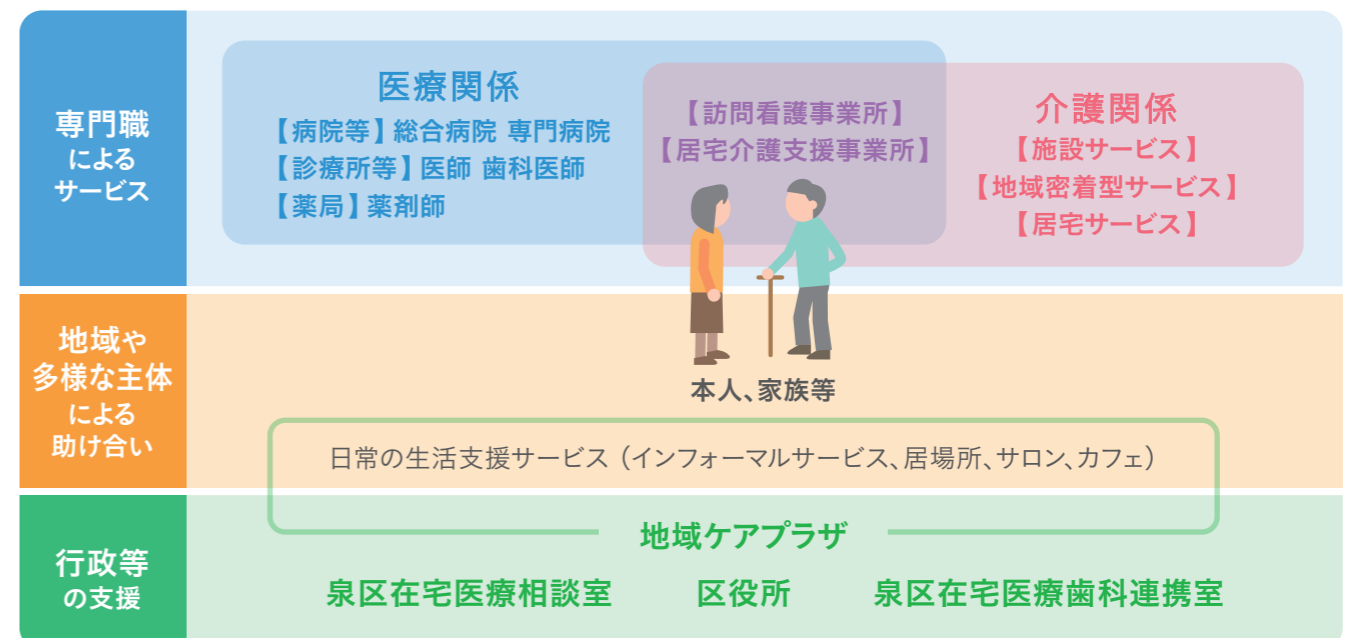 専門職
による
サービス
医療関係
【病院等】総合病院 専門病院
【診療所等】医師 歯科医師
【薬局】薬剤師
【訪問看護事業所】
【居宅介護支援事業所】
介護関係
【施設サービス】
【地域密着型サービス】
【居宅サービス】
地域や
多様な主体
による
助け合い
本人、家族等
日常の生活支援サービス（インフォーマルサービス、居場所、サロン、カフェ）
行政等
の支援
地域ケアプラザ
泉区在宅医療相談室 区役所 泉区在宅医療歯科連携室